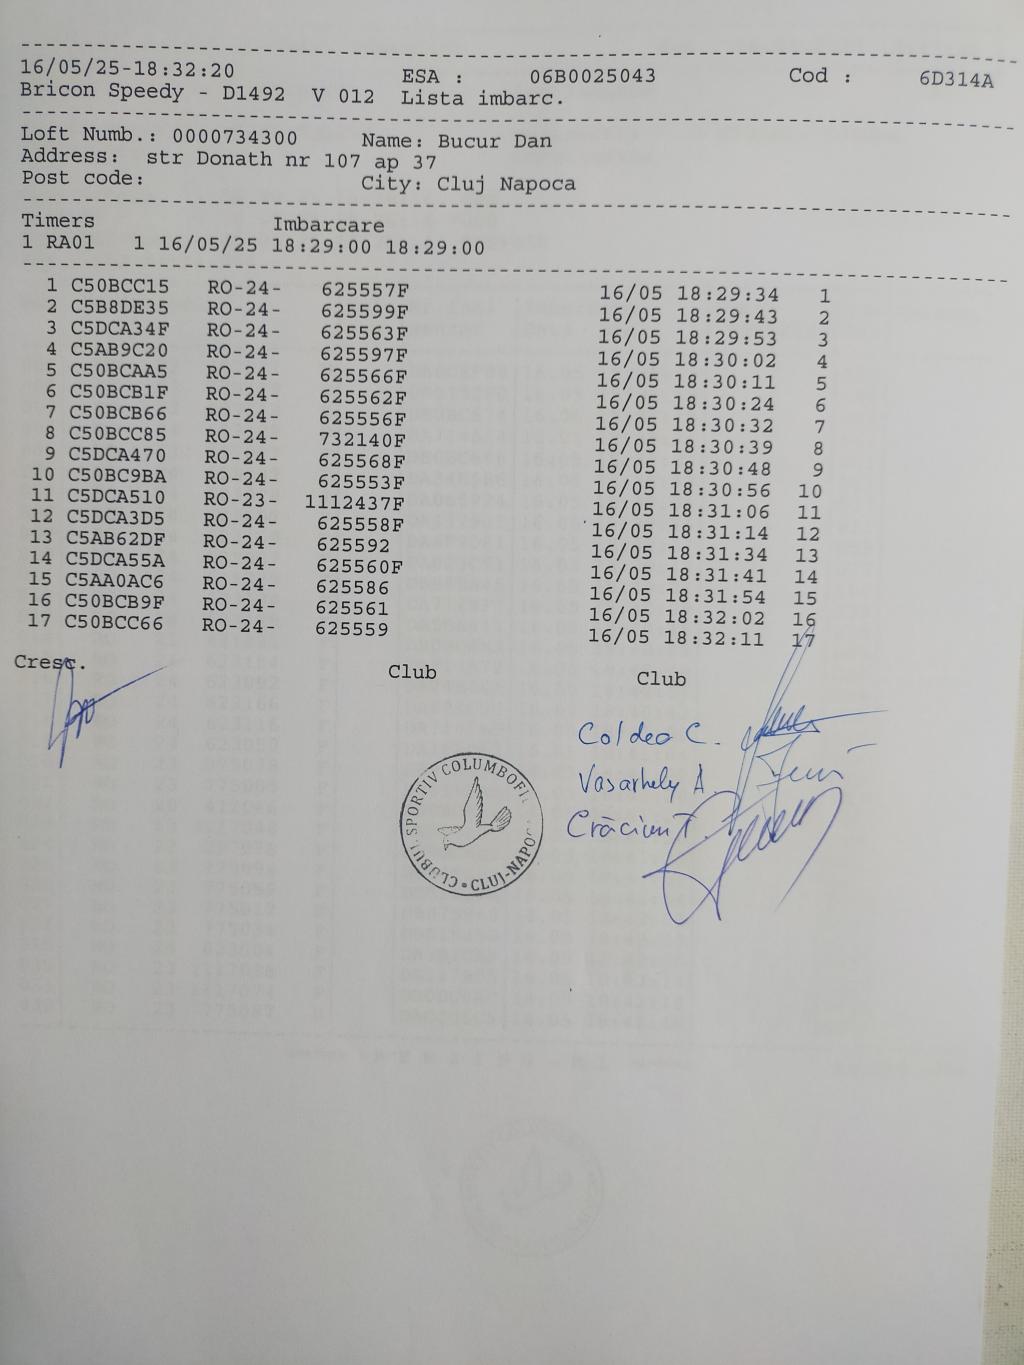 16/05/25-18:32:20 ESA : 06B0025043 Cod : 6D314A
Bricon Speedy - D1492 V 012 Lista imbarc.
Loft Numb.: 0000734300 Name: Bucur Dan
Address: str Donath nr 107 ap 37
Post code: City: Cluj Napoca
Timers Imbarcare
1 RA01 1 16/05/25 18:29:00 18:29:00
1 C50BCC15 RO-24- 625557F 16/05 18:29:34 1
2 C5B8DE35 RO-24- 625599F 16/05 18:29:43 2
3 C5DCA34F RO-24- 625563F 16/05 18:29:53 3
4 C5AB9C20 RO-24- 625597F 16/05 18:30:02 4
5 C50BCAA5 RO-24- 625566F 16/05 18:30:11 5
6 C50BCB1F RO-24- 625562F 16/05 18:30:24 6
7 C50BCB66 RO-24- 625556F 16/05 18:30:32 7
8 C50BCC85 RO-24- 732140F 16/05 18:30:39 8
9 C5DCA470 RO-24- 625568F 16/05 18:30:48 9
10 C50BC9BA RO-24- 625553F 16/05 18:30:56 10
11 C5DCA510 RO-23- 1112437F 16/05 18:31:06 11
12 C5DCA3D5 RO-24- 625558F 16/05 18:31:14 12
13 C5AB62DF RO-24- 625592 16/05 18:31:34 13
14 C5DCA55A RO-24- 625560F 16/05 18:31:41 14
15 C5AA0AC6 RO-24- 625586 16/05 18:31:54 15
16 C50BCB9F RO-24- 625561 16/05 18:32:02 16
17 C50BCC66 RO-24- 625559 16/05 18:32:11 17
Cresc. Club Club
Coldea C.
Vasarhely A.
Crăciun T.
CLUBUL SPORTIV COLUMBOFIL
CLUJ-NAPOCA